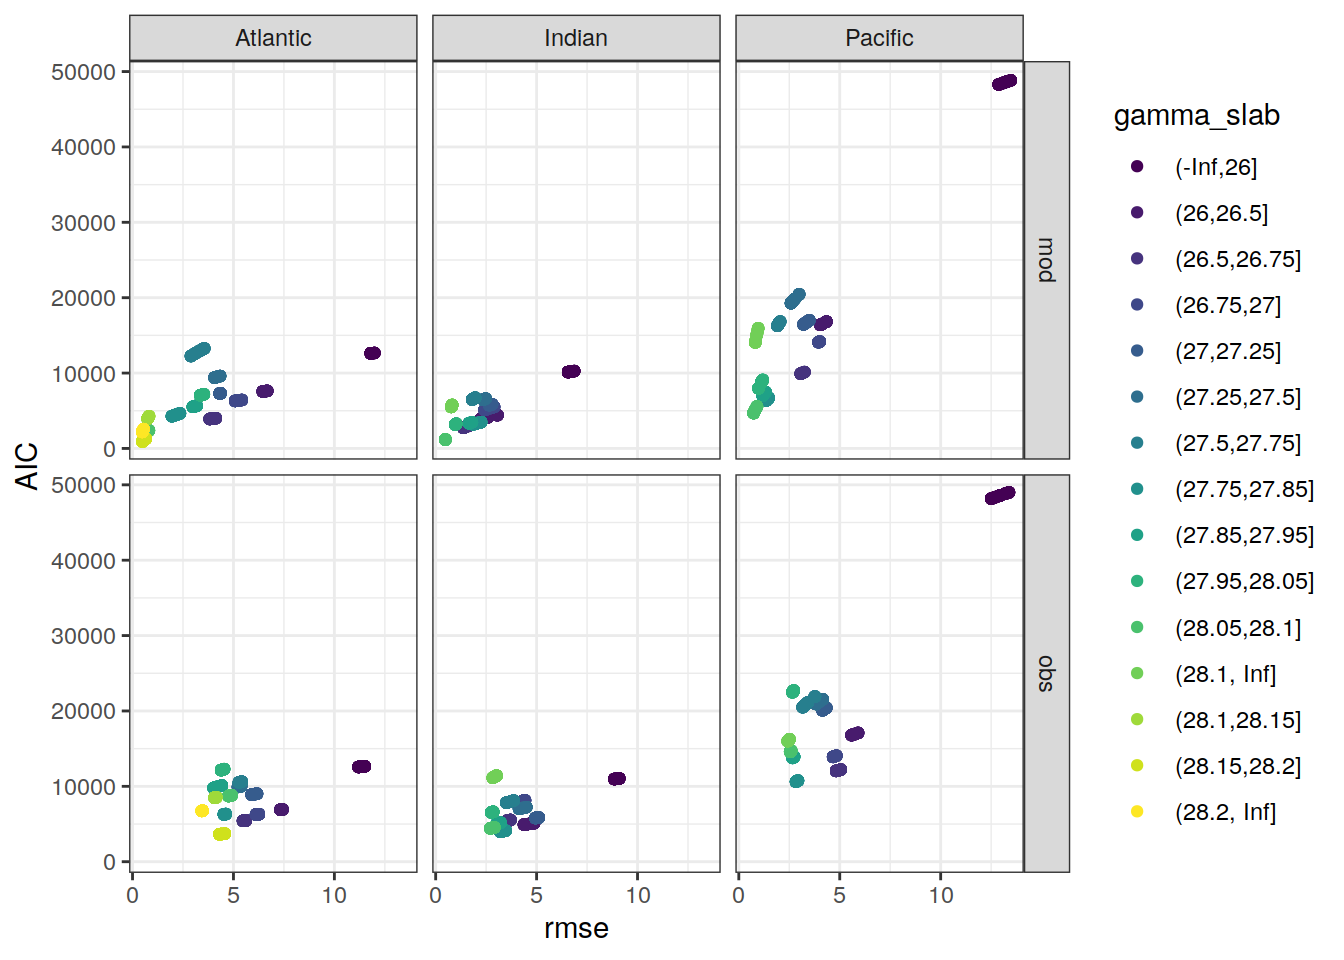 Atlantic
Indian
Pacific
50000
40000
30000
20000
10000
0
mod
50000
40000
30000
20000
10000
0
obs
AIC
0 5 10
0 5 10
0 5 10
rmse
gamma_slab
(-Inf,26]
(26,26.5]
(26.5,26.75]
(26.75,27]
(27,27.25]
(27.25,27.5]
(27.5,27.75]
(27.75,27.85]
(27.85,27.95]
(27.95,28.05]
(28.05,28.1]
(28.1, Inf]
(28.1,28.15]
(28.15,28.2]
(28.2, Inf]